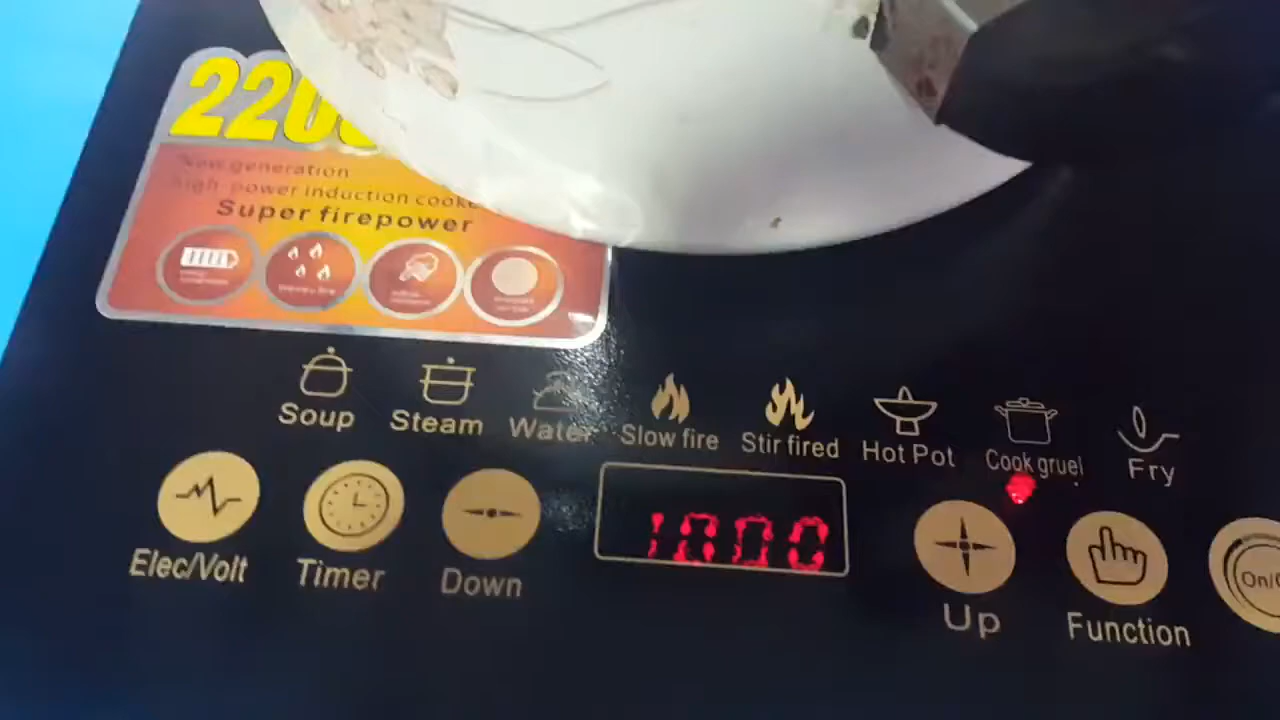 220
New generation
high-power induction cooke
Super firepower
Soup
Steam
Water
Slow fire
Stir fired
Hot Pot
Cook gruel
Fry
1000
Elec/Volt
Timer
Down
Up
Function
On/